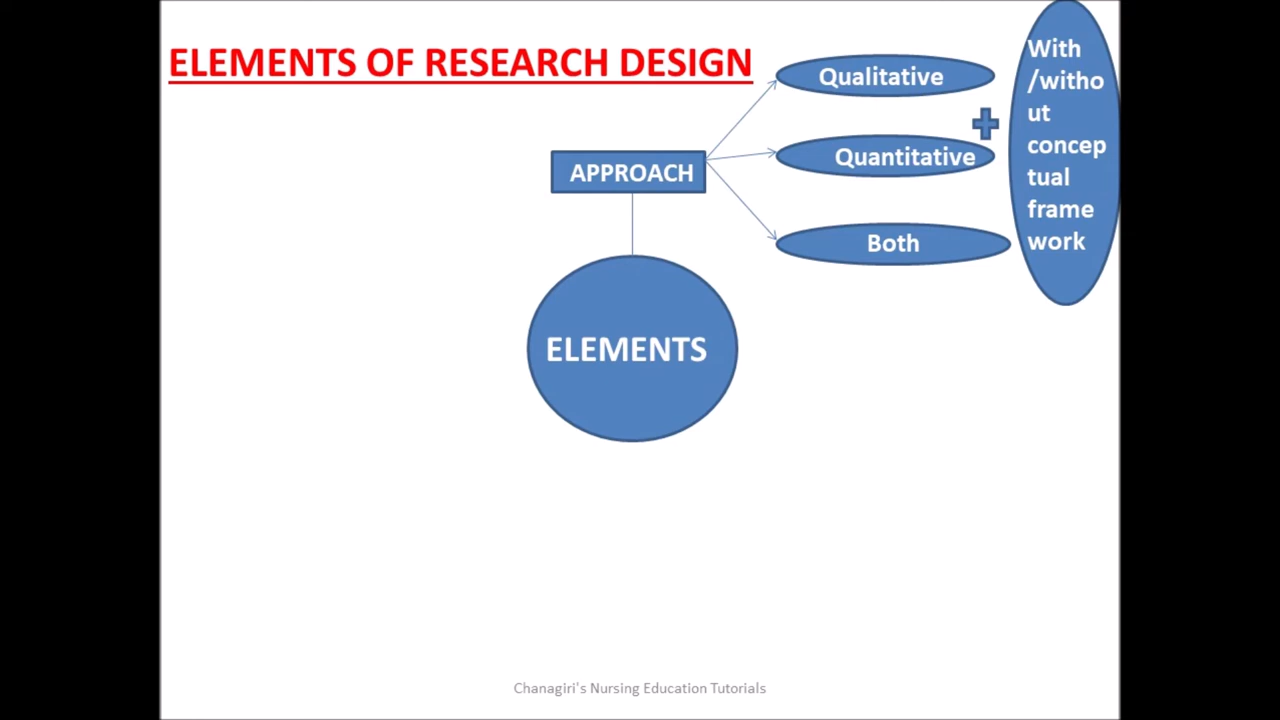 ELEMENTS OF RESEARCH DESIGN
Qualitative
Quantitative
Both
With
/witho
ut
concep
tual
frame
work
APPROACH
ELEMENTS
Chanagiri's Nursing Education Tutorials